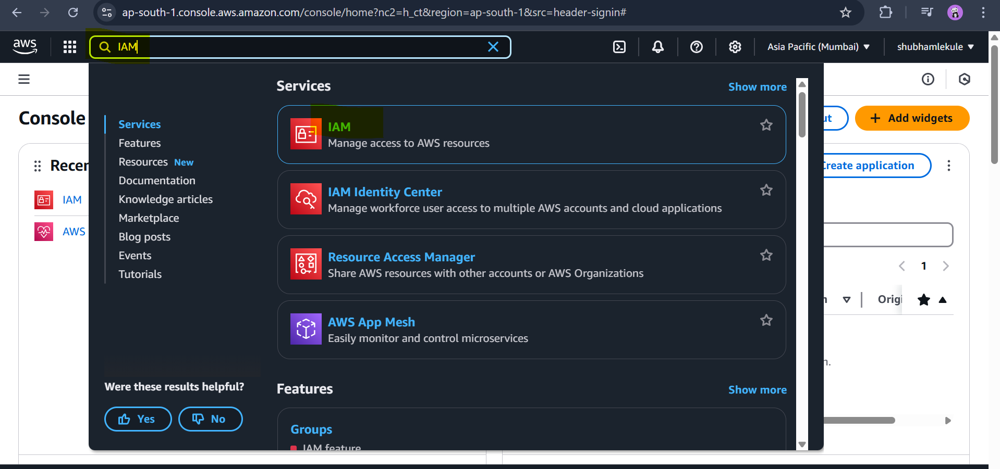 ap-south-1.console.aws.amazon.com/console/home?nc2=h_ct&region=ap-south-1&src=header-signin#
aws
IAM
Asia Pacific (Mumbai)
shubhamlekule
Console
Add widgets
Recen
Create application
IAM
AWS
1
Origi
Services
Features
Resources New
Documentation
Knowledge articles
Marketplace
Blog posts
Events
Tutorials
Were these results helpful?
Yes
No
Services
Show more
IAM
Manage access to AWS resources
IAM Identity Center
Manage workforce user access to multiple AWS accounts and cloud applications
Resource Access Manager
Share AWS resources with other accounts or AWS Organizations
AWS App Mesh
Easily monitor and control microservices
Features
Show more
Groups
IAM feature